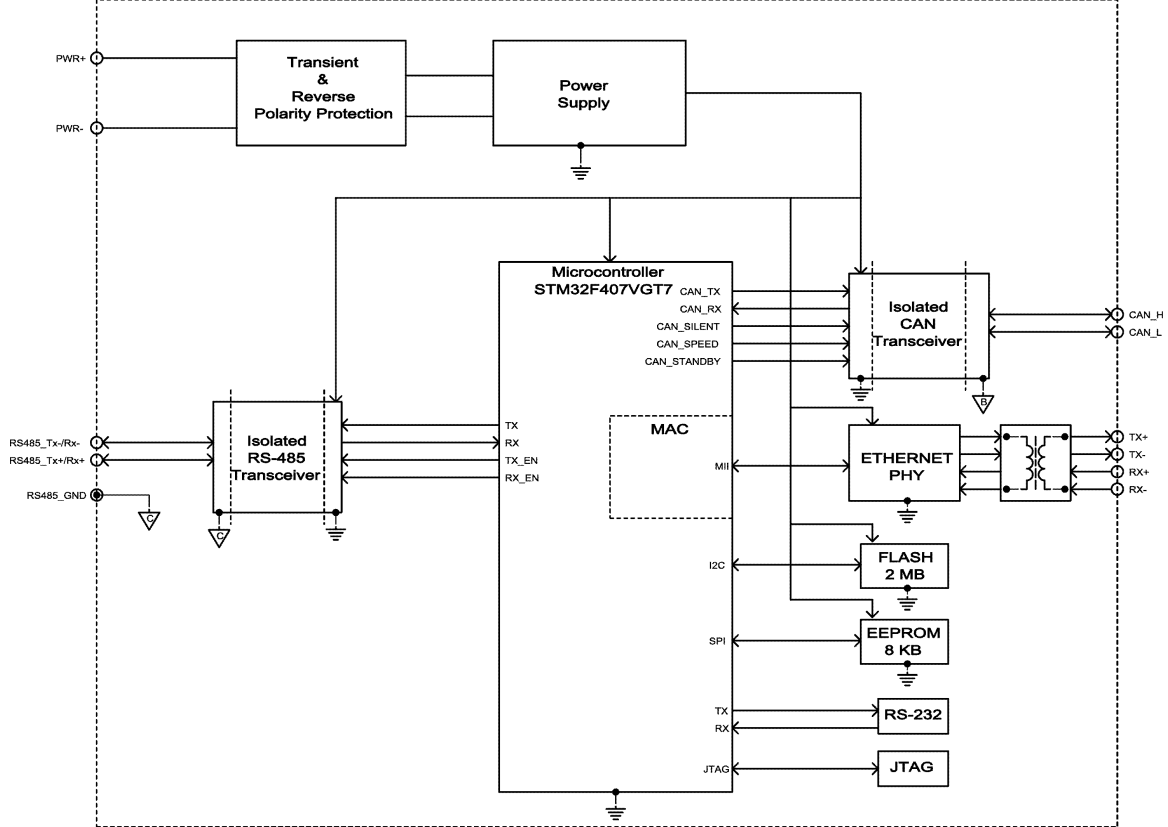 PWR+
PWR-
Transient
&
Reverse
Polarity Protection
Power
Supply
Microcontroller
STM32F407VGT7
CAN_TX
CAN_RX
CAN_SILENT
CAN_SPEED
CAN_STANDBY
Isolated
CAN
Transceiver
CAN_H
CAN_L
B
RS485_Tx-/Rx-
RS485_Tx+/Rx+
RS485_GND
C
Isolated
RS-485
Transceiver
C
TX
RX
TX_EN
RX_EN
MAC
MII
ETHERNET
PHY
TX+
TX-
RX+
RX-
I2C
FLASH
2 MB
SPI
EEPROM
8 KB
TX
RX
RS-232
JTAG
JTAG